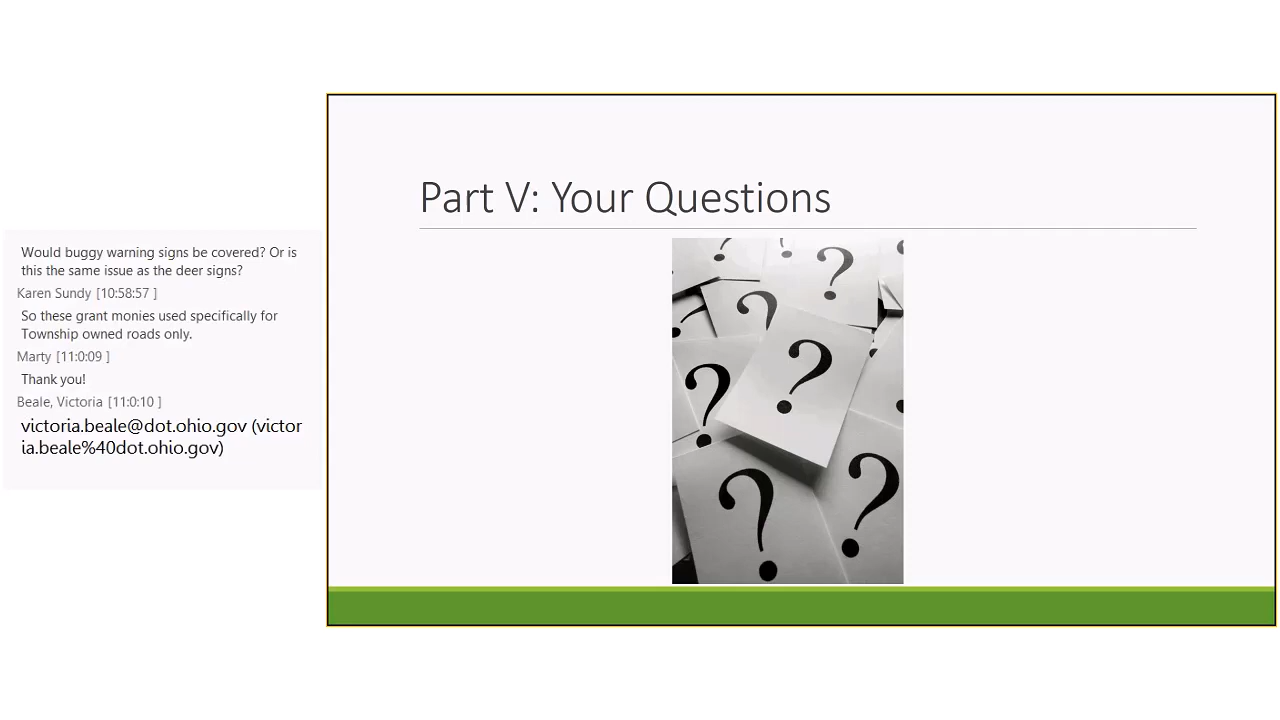 Would buggy warning signs be covered? Or is
this the same issue as the deer signs?
Karen Sundy [10:58:57 ]
So these grant monies used specifically for
Township owned roads only.
Marty [11:0:09 ]
Thank you!
Beale, Victoria [11:0:10 ]
victoria.beale@dot.ohio.gov (victor
ia.beale%40dot.ohio.gov)
Part V: Your Questions
?
?
?
?
?
?
?
?
?